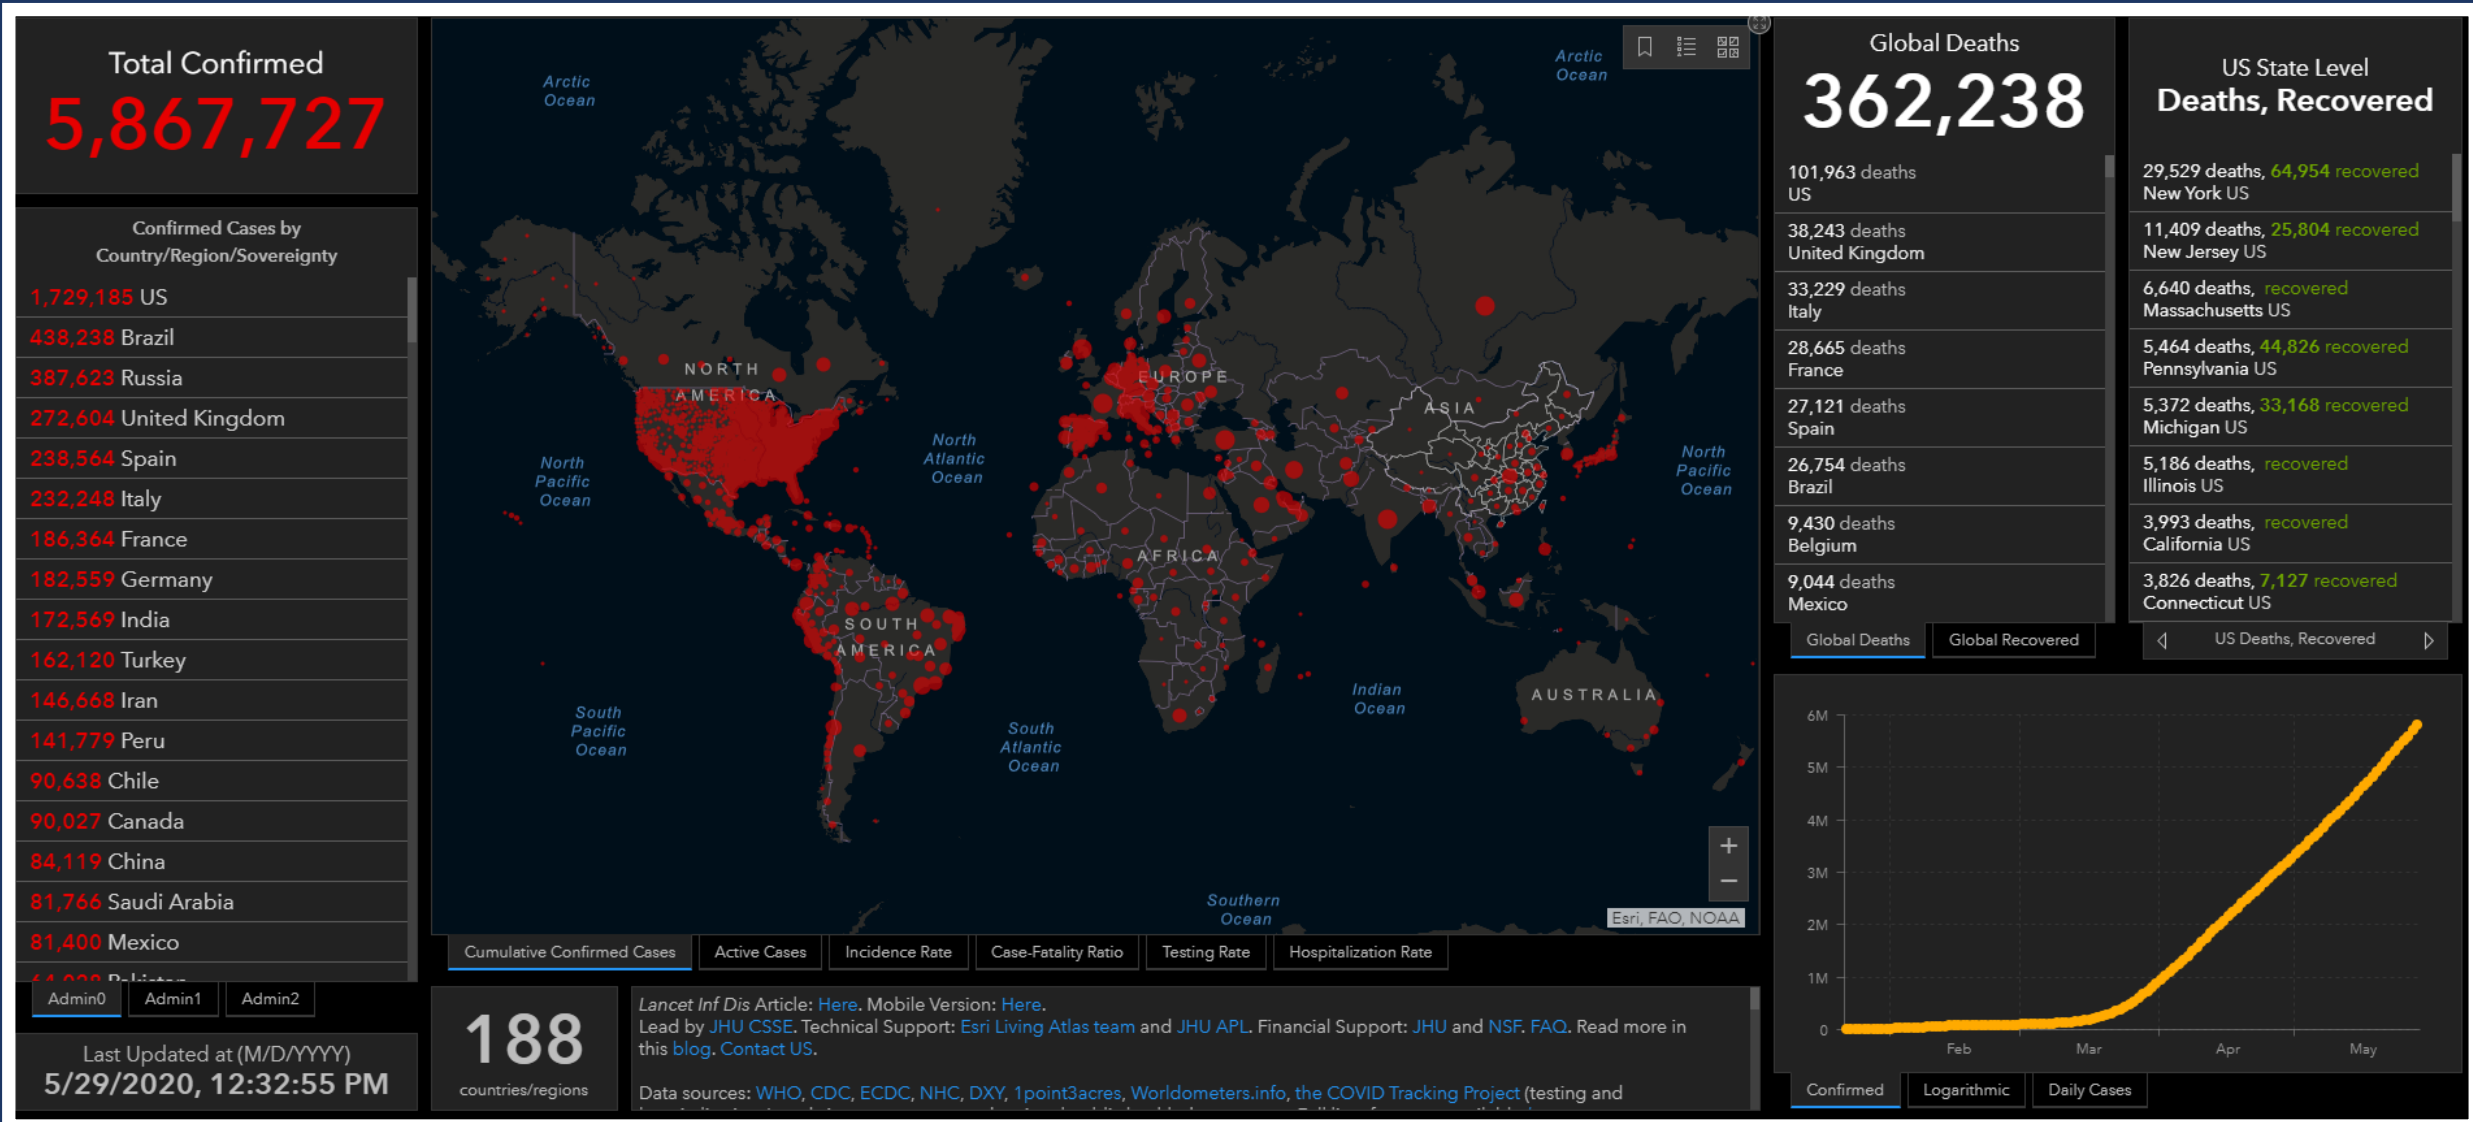 Total Confirmed
5,867,727
Confirmed Cases by
Country/Region/Sovereignty
1,729,185 US
438,238 Brazil
387,623 Russia
272,604 United Kingdom
238,564 Spain
232,248 Italy
186,364 France
182,559 Germany
172,569 India
162,120 Turkey
146,668 Iran
141,779 Peru
90,638 Chile
90,027 Canada
84,119 China
81,766 Saudi Arabia
81,400 Mexico
Admin0
Admin1
Admin2
Last Updated at (M/D/YYYY)
5/29/2020, 12:32:55 PM
Arctic
Ocean
Arctic
Ocean
NORTH
AMERICA
EUROPE
ASIA
North
Pacific
Ocean
North
Atlantic
Ocean
North
Pacific
Ocean
AFRICA
SOUTH
AMERICA
AUSTRALIA
Indian
Ocean
South
Pacific
Ocean
South
Atlantic
Ocean
Southern
Ocean
+
−
Esri, FAO, NOAA
Cumulative Confirmed Cases
Active Cases
Incidence Rate
Case-Fatality Ratio
Testing Rate
Hospitalization Rate
188
countries/regions
Lancet Inf Dis Article: Here. Mobile Version: Here.
Lead by JHU CSSE. Technical Support: Esri Living Atlas team and JHU APL. Financial Support: JHU and NSF. FAQ. Read more in
this blog. Contact US.
Data sources: WHO, CDC, ECDC, NHC, DXY, 1point3acres, Worldometers.info, the COVID Tracking Project (testing and
Global Deaths
362,238
101,963 deaths
US
38,243 deaths
United Kingdom
33,229 deaths
Italy
28,665 deaths
France
27,121 deaths
Spain
26,754 deaths
Brazil
9,430 deaths
Belgium
9,044 deaths
Mexico
Global Deaths
Global Recovered
US State Level
Deaths, Recovered
29,529 deaths, 64,954 recovered
New York US
11,409 deaths, 25,804 recovered
New Jersey US
6,640 deaths, recovered
Massachusetts US
5,464 deaths, 44,826 recovered
Pennsylvania US
5,372 deaths, 33,168 recovered
Michigan US
5,186 deaths, recovered
Illinois US
3,993 deaths, recovered
California US
3,826 deaths, 7,127 recovered
Connecticut US
US Deaths, Recovered
6M
5M
4M
3M
2M
1M
0
Feb
Mar
Apr
May
Confirmed
Logarithmic
Daily Cases